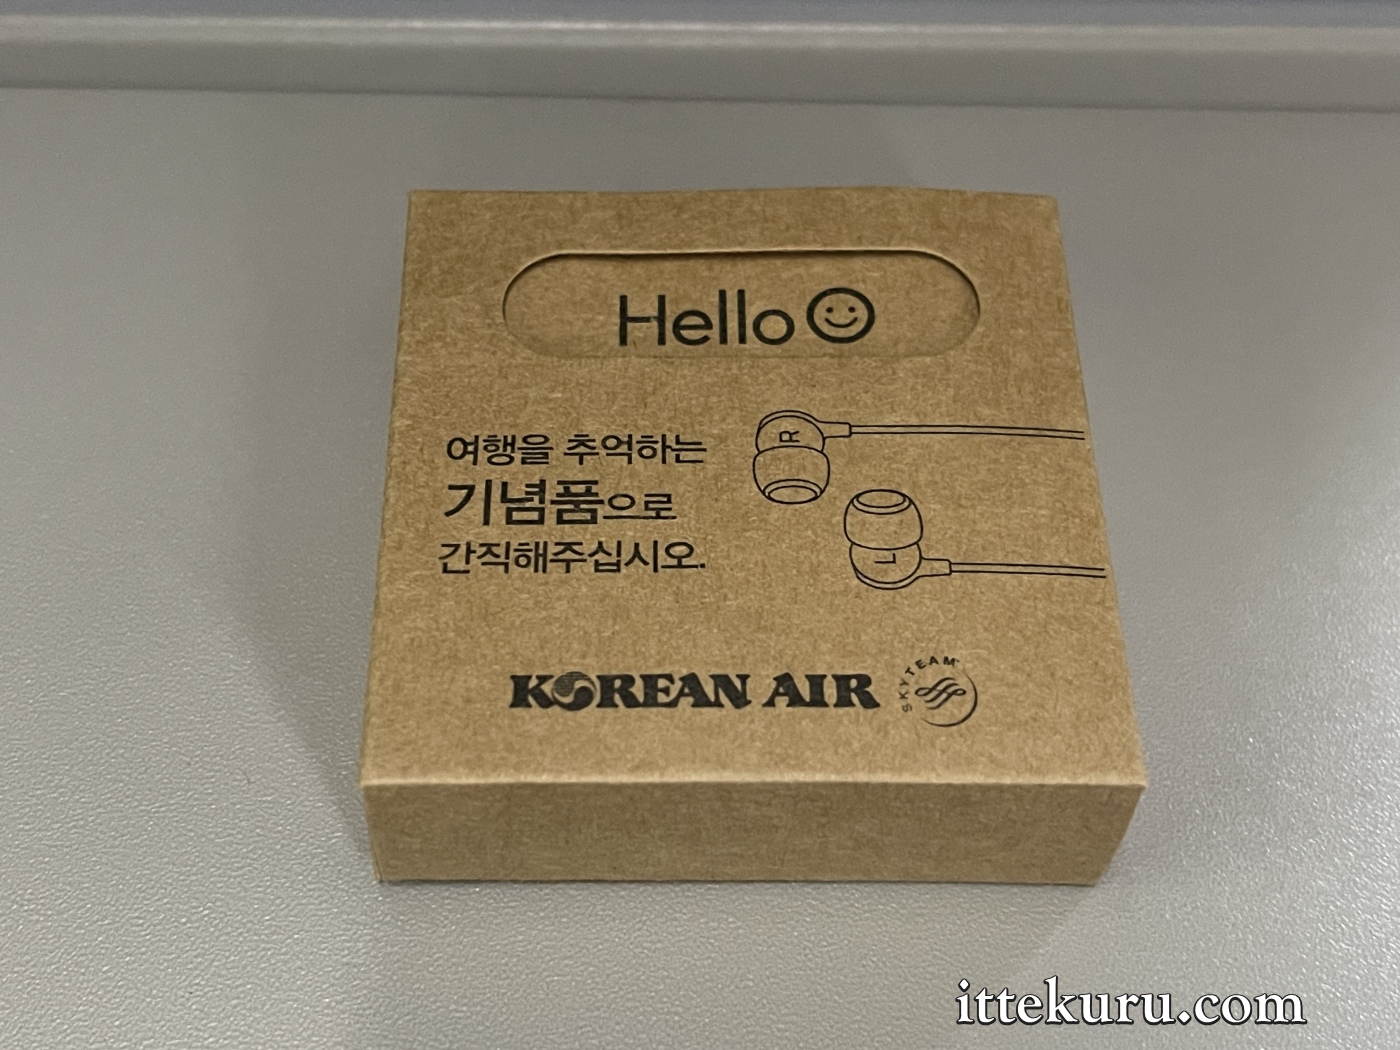 Hello
여행을 추억하는
기념품으로
간직해주십시오.
R
L
KOREAN AIR
SKYTEAM
ittekuru.com